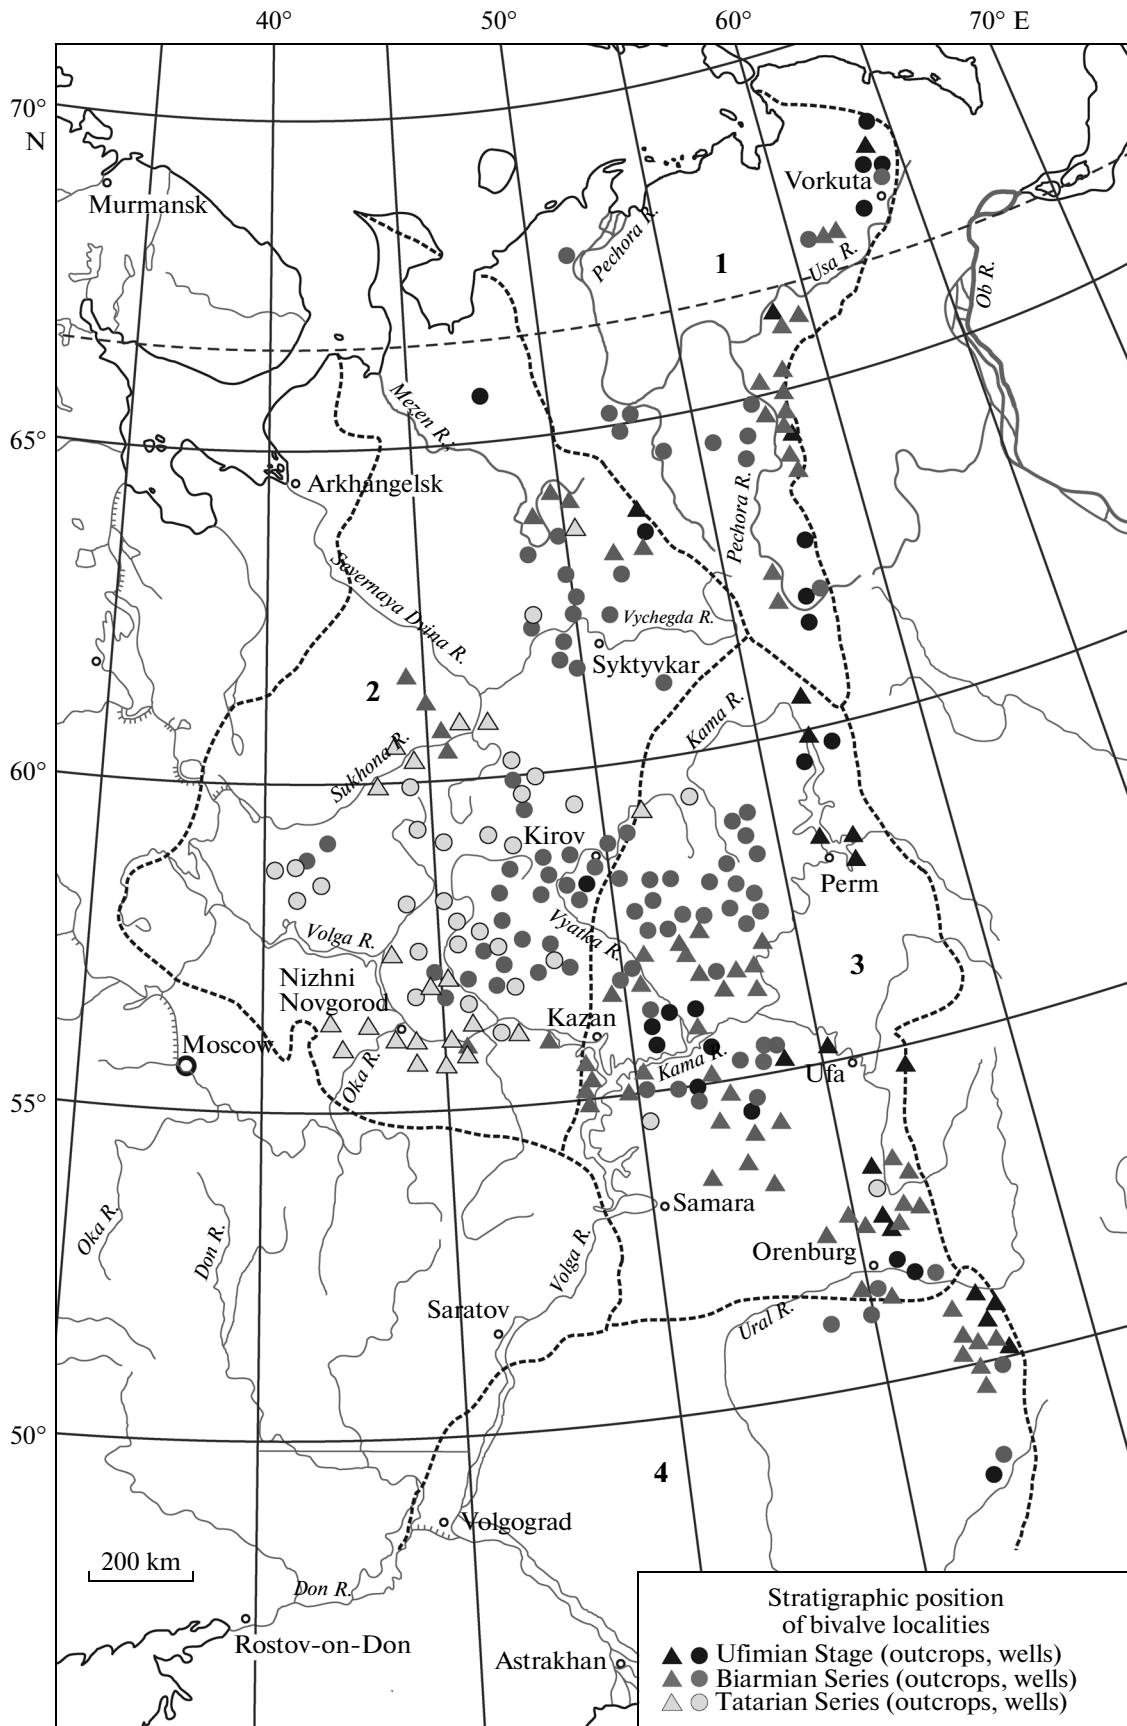 40°
50°
60°
70° E
70°
N
Murmansk
Vorkuta
Pechora R.
1
Usa R.
Ob R.
Mezen R.
65°
Arkhangelsk
Pechora R.
Severnaya Dvina R.
Vychegda R.
Syktyvkar
2
Kama R.
Sukhona R.
60°
Kirov
Perm
Vyatka R.
Volga R.
3
Nizhni
Novgorod
Kazan
Moscow
Oka R.
Kama R.
Ufa
55°
Samara
Oka R.
Don R.
Volga R.
Orenburg
Saratov
Ural R.
50°
4
Volgograd
200 km
Don R.
Rostov-on-Don
Astrakhan
Stratigraphic position
of bivalve localities
Ufimian Stage (outcrops, wells)
Biarmian Series (outcrops, wells)
Tatarian Series (outcrops, wells)